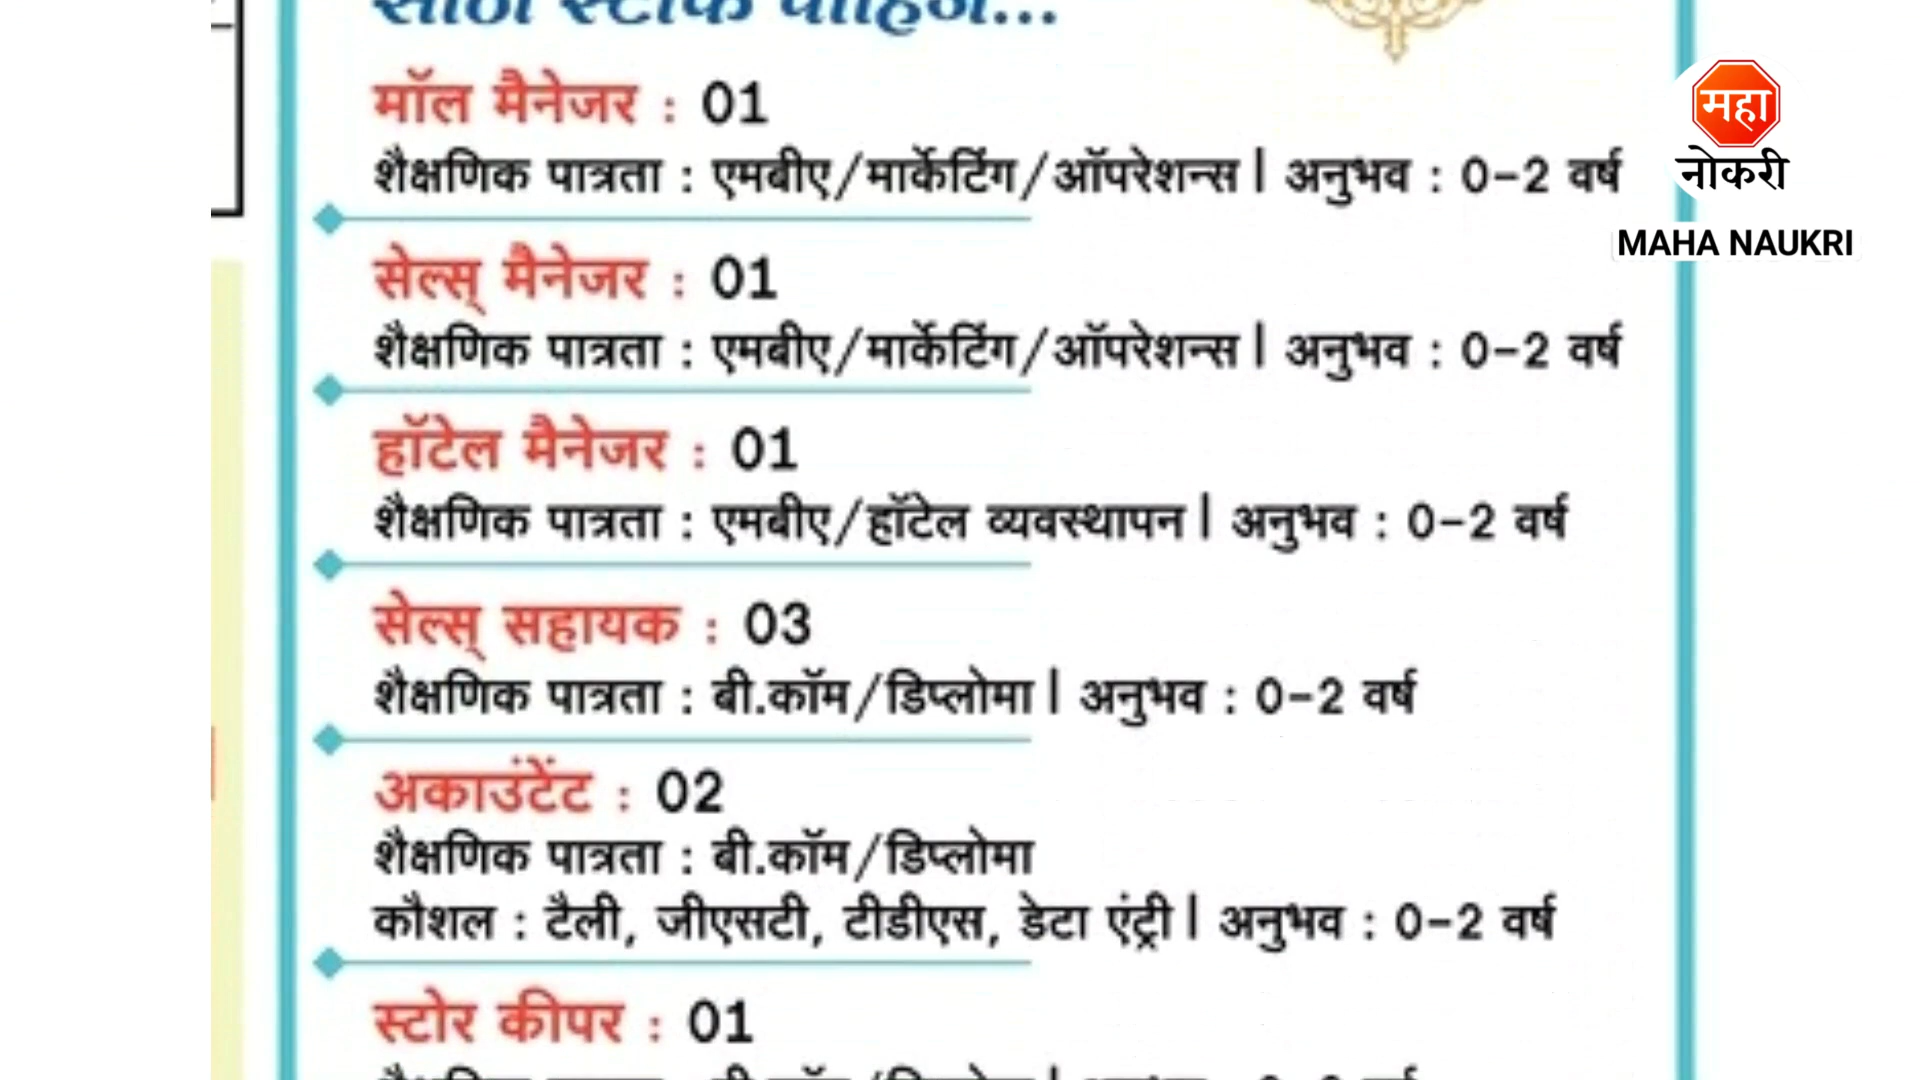 साठी स्टाफ पाहिजे...
मॉल मैनेजर : 01
शैक्षणिक पात्रता : एमबीए/मार्केटिंग/ऑपरेशन्स | अनुभव : 0-2 वर्ष
सेल्स् मैनेजर : 01
शैक्षणिक पात्रता : एमबीए/मार्केटिंग/ऑपरेशन्स | अनुभव : 0-2 वर्ष
हॉटेल मैनेजर : 01
शैक्षणिक पात्रता : एमबीए/हॉटेल व्यवस्थापन | अनुभव : 0-2 वर्ष
सेल्स् सहायक : 03
शैक्षणिक पात्रता : बी.कॉम/डिप्लोमा | अनुभव : 0-2 वर्ष
अकाउंटेंट : 02
शैक्षणिक पात्रता : बी.कॉम/डिप्लोमा
कौशल : टैली, जीएसटी, टीडीएस, डेटा एंट्री | अनुभव : 0-2 वर्ष
स्टोर कीपर : 01
महा
नोकरी
MAHA NAUKRI